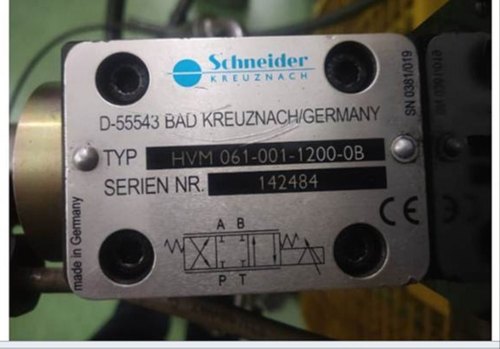 Schneider
KREUZNACH
D-55543 BAD KREUZNACH/GERMANY
TYP HVM 061-001-1200-0B
SERIEN NR. 142484
A B
P T
made in Germany
SN 0381/019
CE